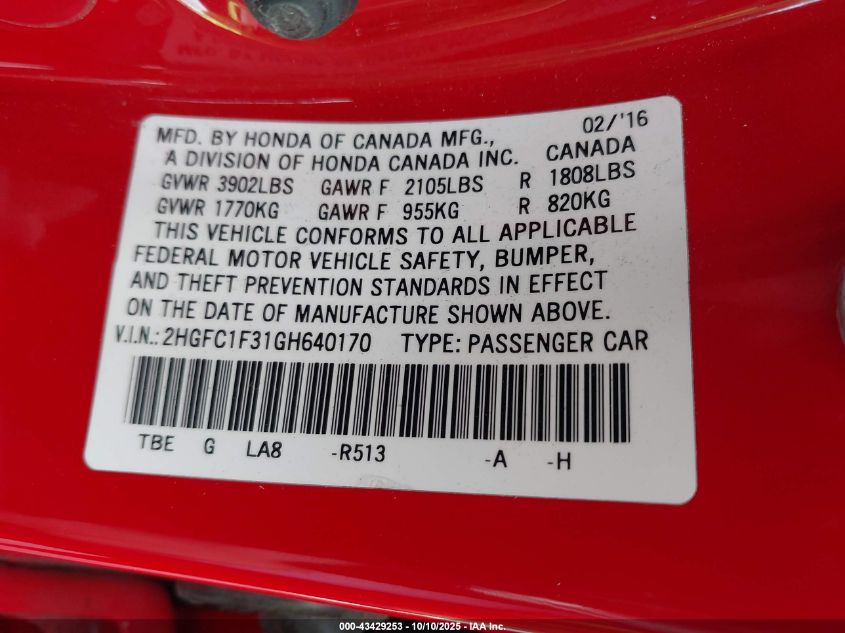 02/'16
MFD. BY HONDA OF CANADA MFG.,
A DIVISION OF HONDA CANADA INC. CANADA
GVWR 3902LBS GAWR F 2105LBS R 1808LBS
GVWR 1770KG GAWR F 955KG R 820KG
THIS VEHICLE CONFORMS TO ALL APPLICABLE
FEDERAL MOTOR VEHICLE SAFETY, BUMPER,
AND THEFT PREVENTION STANDARDS IN EFFECT
ON THE DATE OF MANUFACTURE SHOWN ABOVE.
V.I.N.: 2HGFC1F31GH640170 TYPE: PASSENGER CAR
TBE G LA8 -R513 -A -H
000-43429253 - 10/10/2025 - IAA Inc.